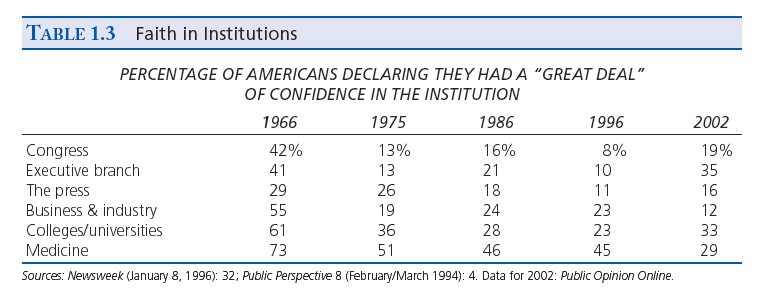 TABLE 1.3 Faith in Institutions
PERCENTAGE OF AMERICANS DECLARING THEY HAD A “GREAT DEAL”
OF CONFIDENCE IN THE INSTITUTION
1966 1975 1986 1996 2002
Congress 42% 13% 16% 8% 19%
Executive branch 41 13 21 10 35
The press 29 26 18 11 16
Business & industry 55 19 24 23 12
Colleges/universities 61 36 28 23 33
Medicine 73 51 46 45 29
Sources: Newsweek (January 8, 1996): 32; Public Perspective 8 (February/March 1994): 4. Data for 2002: Public Opinion Online.